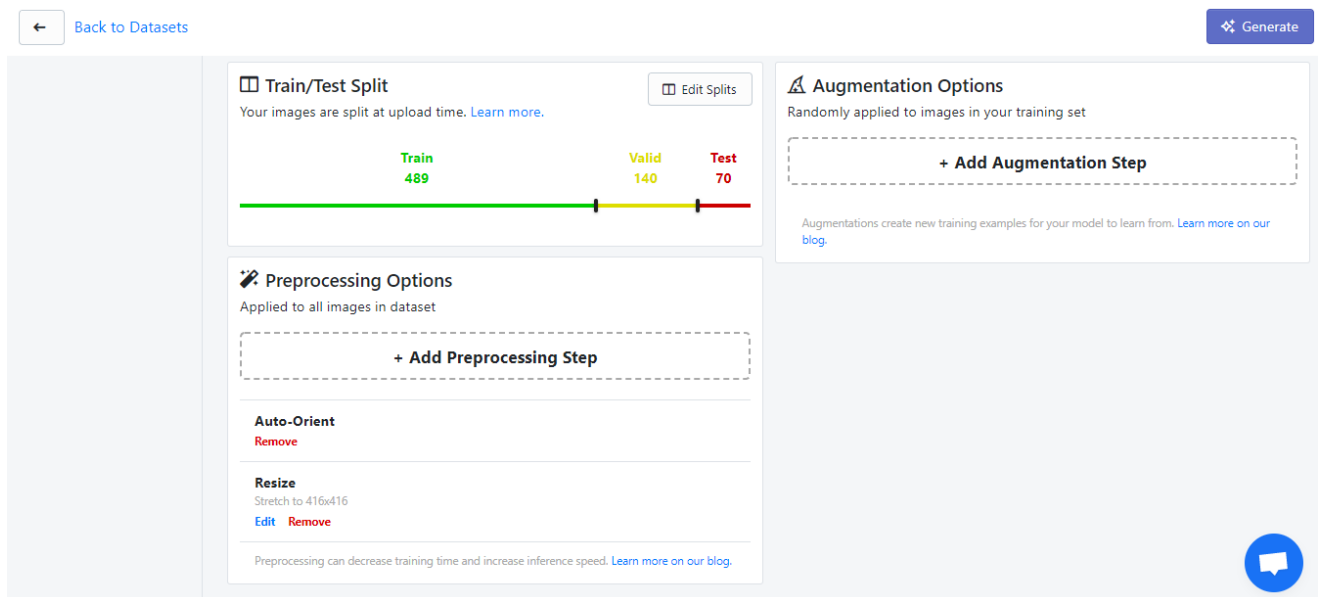 Back to Datasets
Generate
Train/Test Split
Edit Splits
Your images are split at upload time. Learn more.
Train
Valid
Test
489
140
70
Preprocessing Options
Applied to all images in dataset
+ Add Preprocessing Step
Auto-Orient
Remove
Resize
Stretch to 416x416
Edit Remove
Preprocessing can decrease training time and increase inference speed. Learn more on our blog.
Augmentation Options
Randomly applied to images in your training set
+ Add Augmentation Step
Augmentations create new training examples for your model to learn from. Learn more on our
blog.